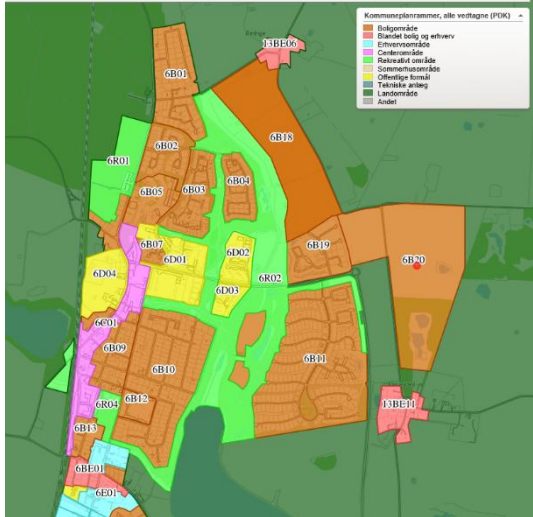 Kommuneplanrammer, alle vedtagne (PDK)
Boligområde
Blandet bolig og erhverv
Erhvervsområde
Centerområde
Rekreativt område
Sommerhusområde
Offentlige formål
Tekniske anlæg
Landområde
Andet
13BE06
6B01
6B18
6B02
6R01
6B04
6B05
6B03
6B07
6B19
6D02
6D01
6B20
6D04
6R02
6D03
6C01
6B09
6B11
6B10
6B12
6R04
13BE11
6B13
6BE01
6E01